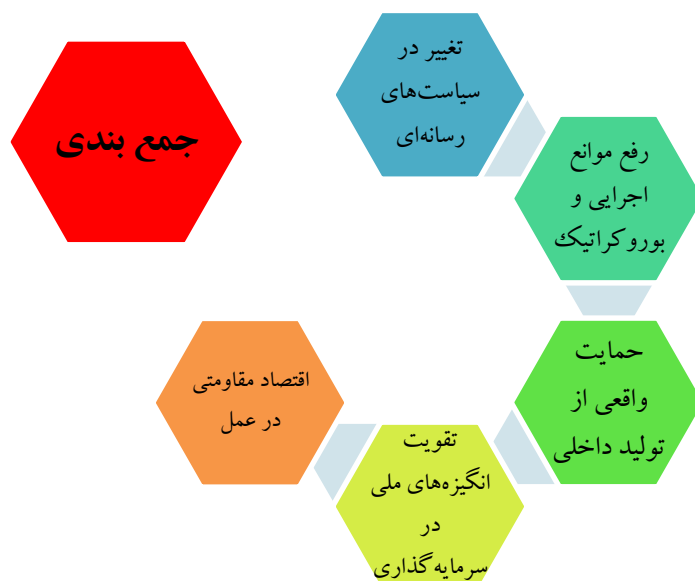 جمع بندی
تغییر در
سیاست‌های
رسانه‌ای
رفع موانع
اجرایی و
بوروکراتیک
حمایت
واقعی از
تولید داخلی
تقویت
انگیزه‌های ملی
در
سرمایه‌گذاری
اقتصاد مقاومتی
در عمل